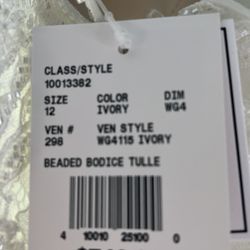 CLASS/STYLE
10013382
SIZE COLOR DIM
12 IVORY WG4
VEN # VEN STYLE
298 WG4115 IVORY
BEADED BODICE TULLE
4 10010 25100 0